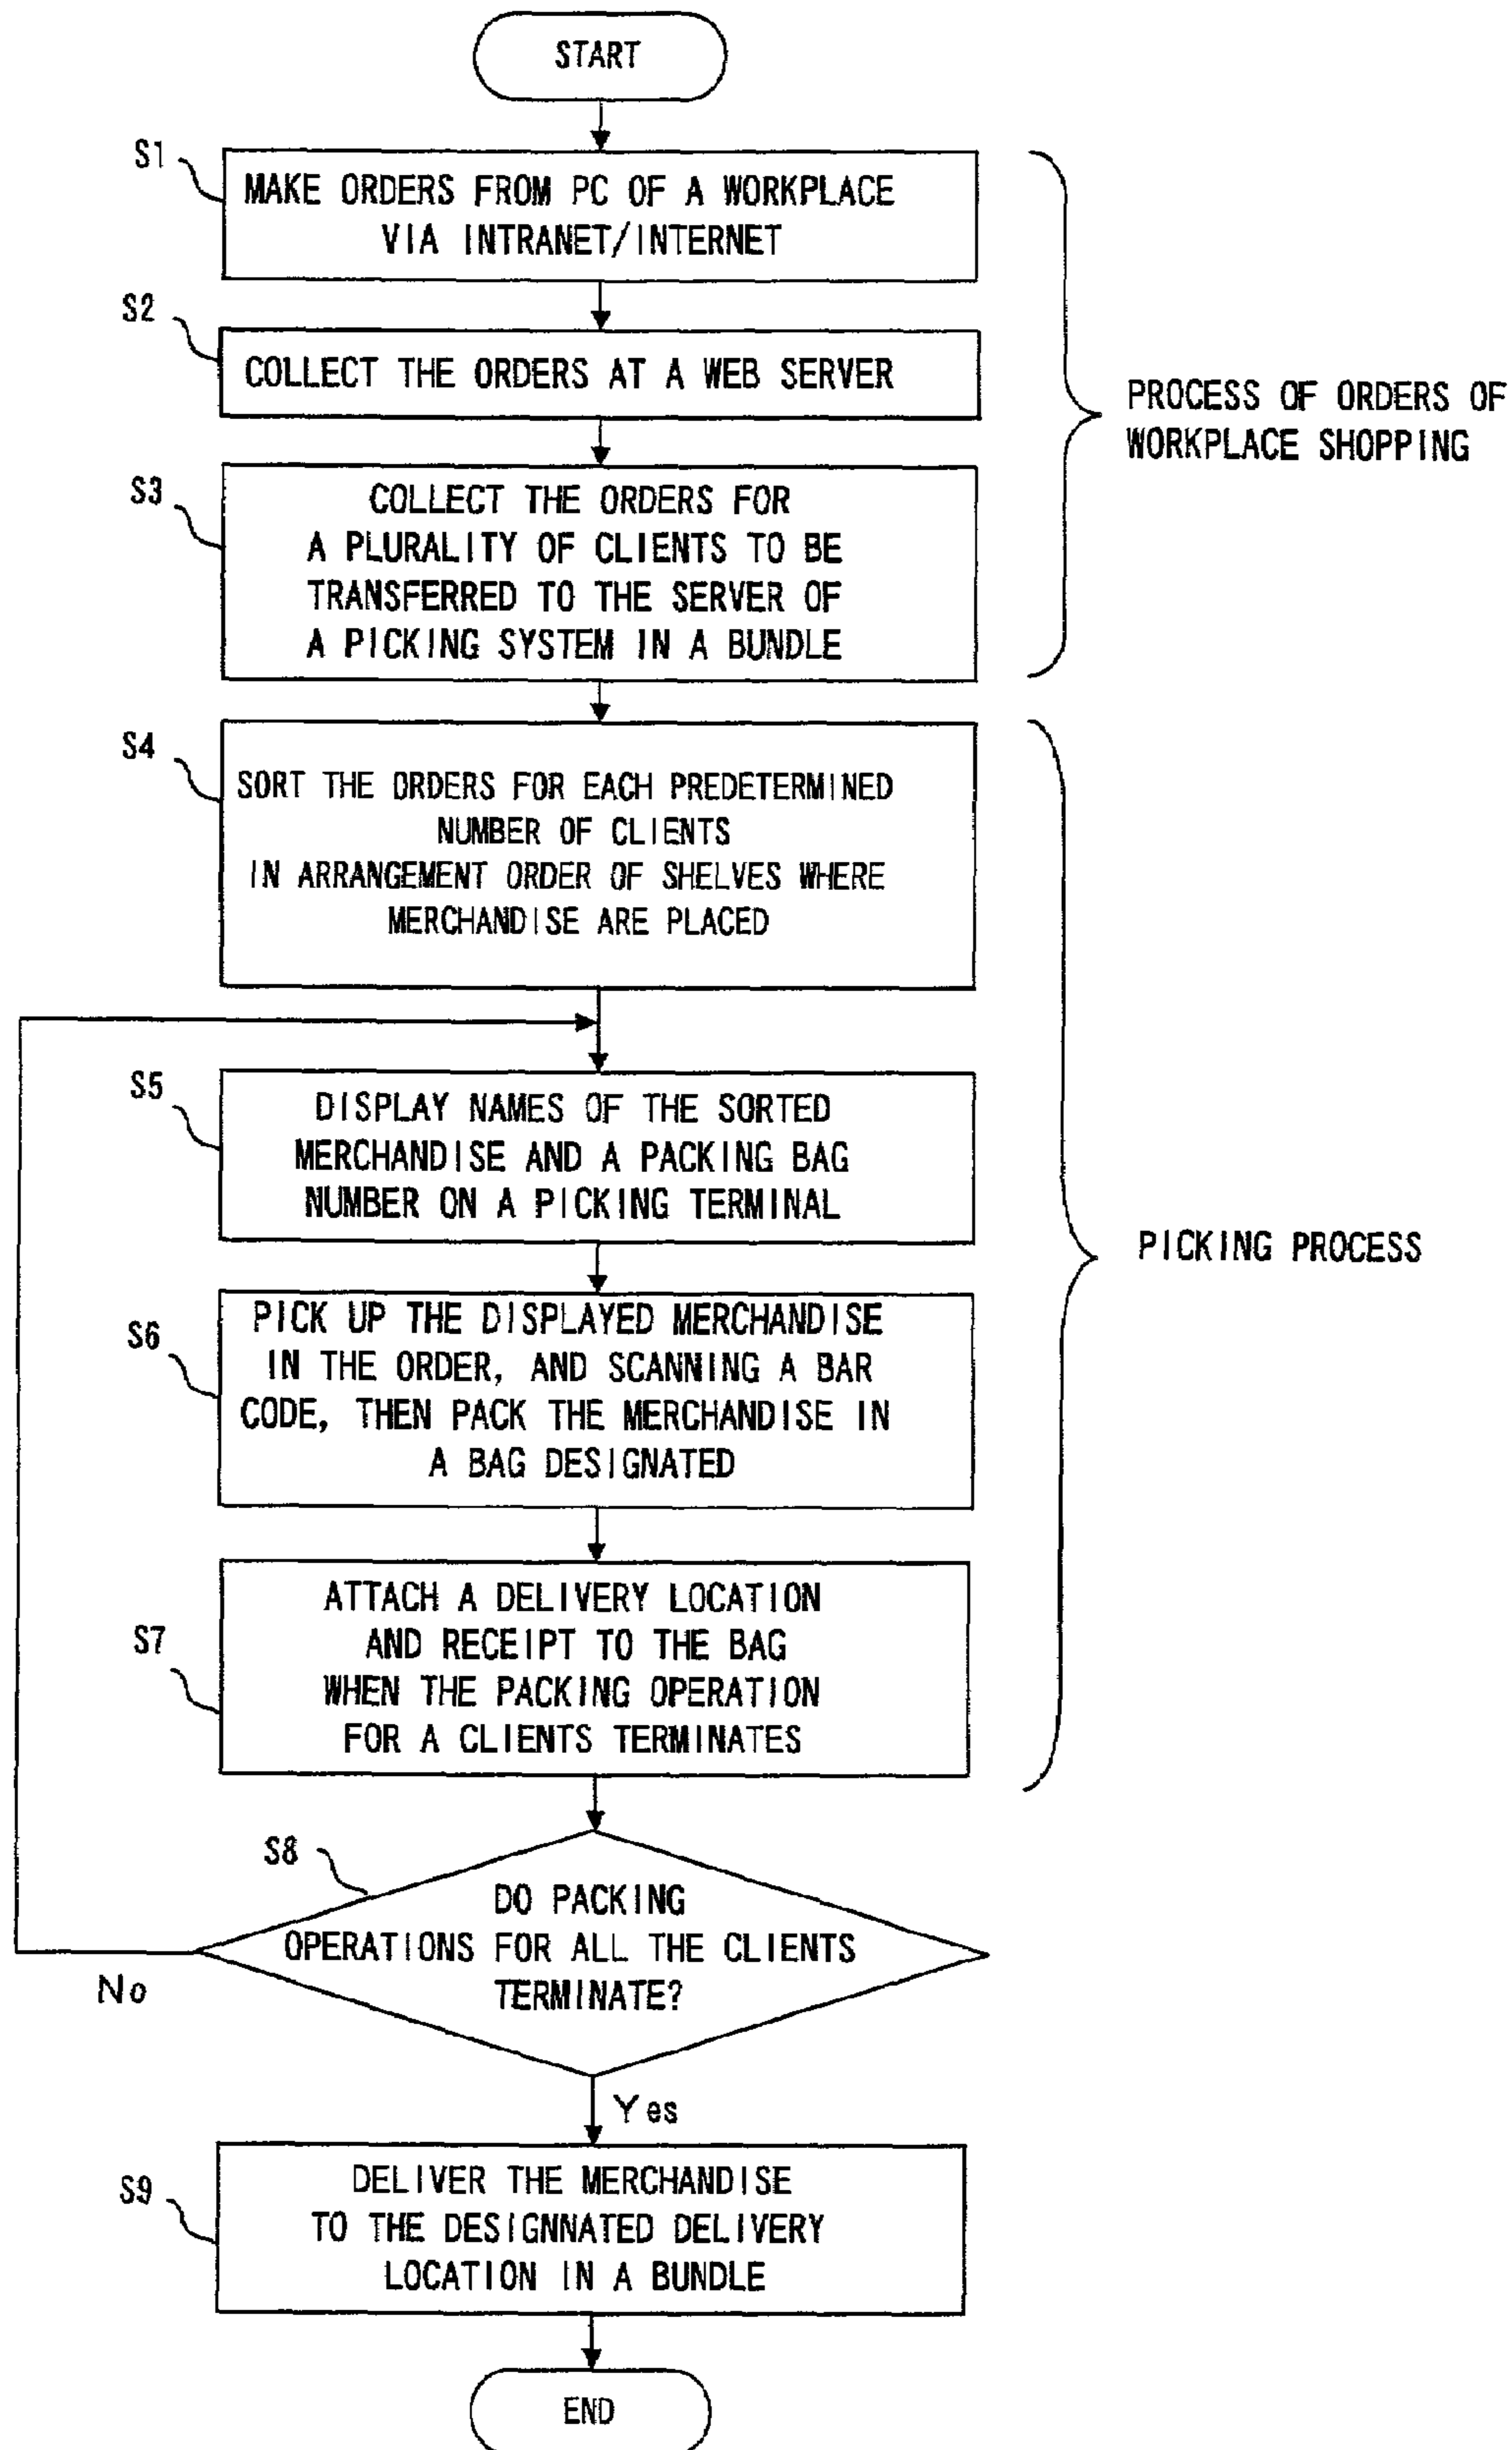 START
S1
MAKE ORDERS FROM PC OF A WORKPLACE
VIA INTRANET/INTERNET
S2
COLLECT THE ORDERS AT A WEB SERVER
S3
COLLECT THE ORDERS FOR
A PLURALITY OF CLIENTS TO BE
TRANSFERRED TO THE SERVER OF
A PICKING SYSTEM IN A BUNDLE
PROCESS OF ORDERS OF
WORKPLACE SHOPPING
S4
SORT THE ORDERS FOR EACH PREDETERMINED
NUMBER OF CLIENTS
IN ARRANGEMENT ORDER OF SHELVES WHERE
MERCHANDISE ARE PLACED
S5
DISPLAY NAMES OF THE SORTED
MERCHANDISE AND A PACKING BAG
NUMBER ON A PICKING TERMINAL
S6
PICK UP THE DISPLAYED MERCHANDISE
IN THE ORDER, AND SCANNING A BAR
CODE, THEN PACK THE MERCHANDISE IN
A BAG DESIGNATED
S7
ATTACH A DELIVERY LOCATION
AND RECEIPT TO THE BAG
WHEN THE PACKING OPERATION
FOR A CLIENTS TERMINATES
PICKING PROCESS
S8
DO PACKING
OPERATIONS FOR ALL THE CLIENTS
TERMINATE?
No
Yes
S9
DELIVER THE MERCHANDISE
TO THE DESIGNNATED DELIVERY
LOCATION IN A BUNDLE
END